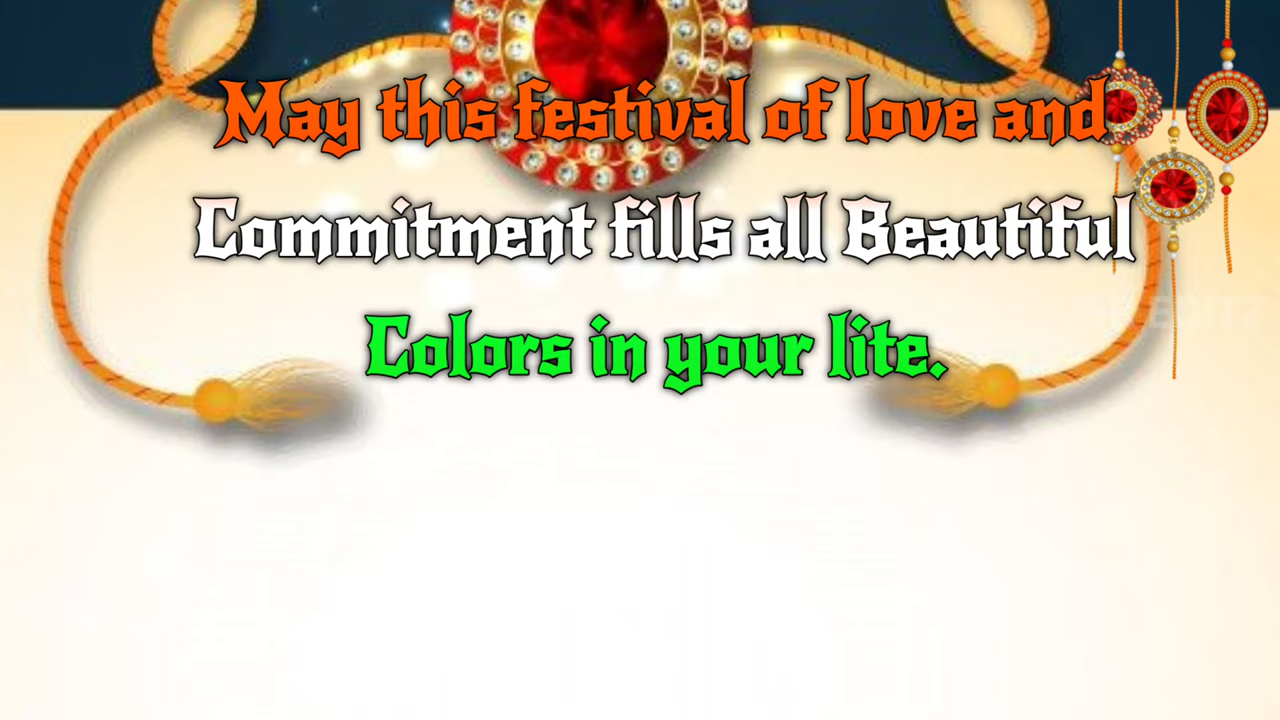 May this festival of love and
Commitment fills all Beautiful
Colors in your lite.